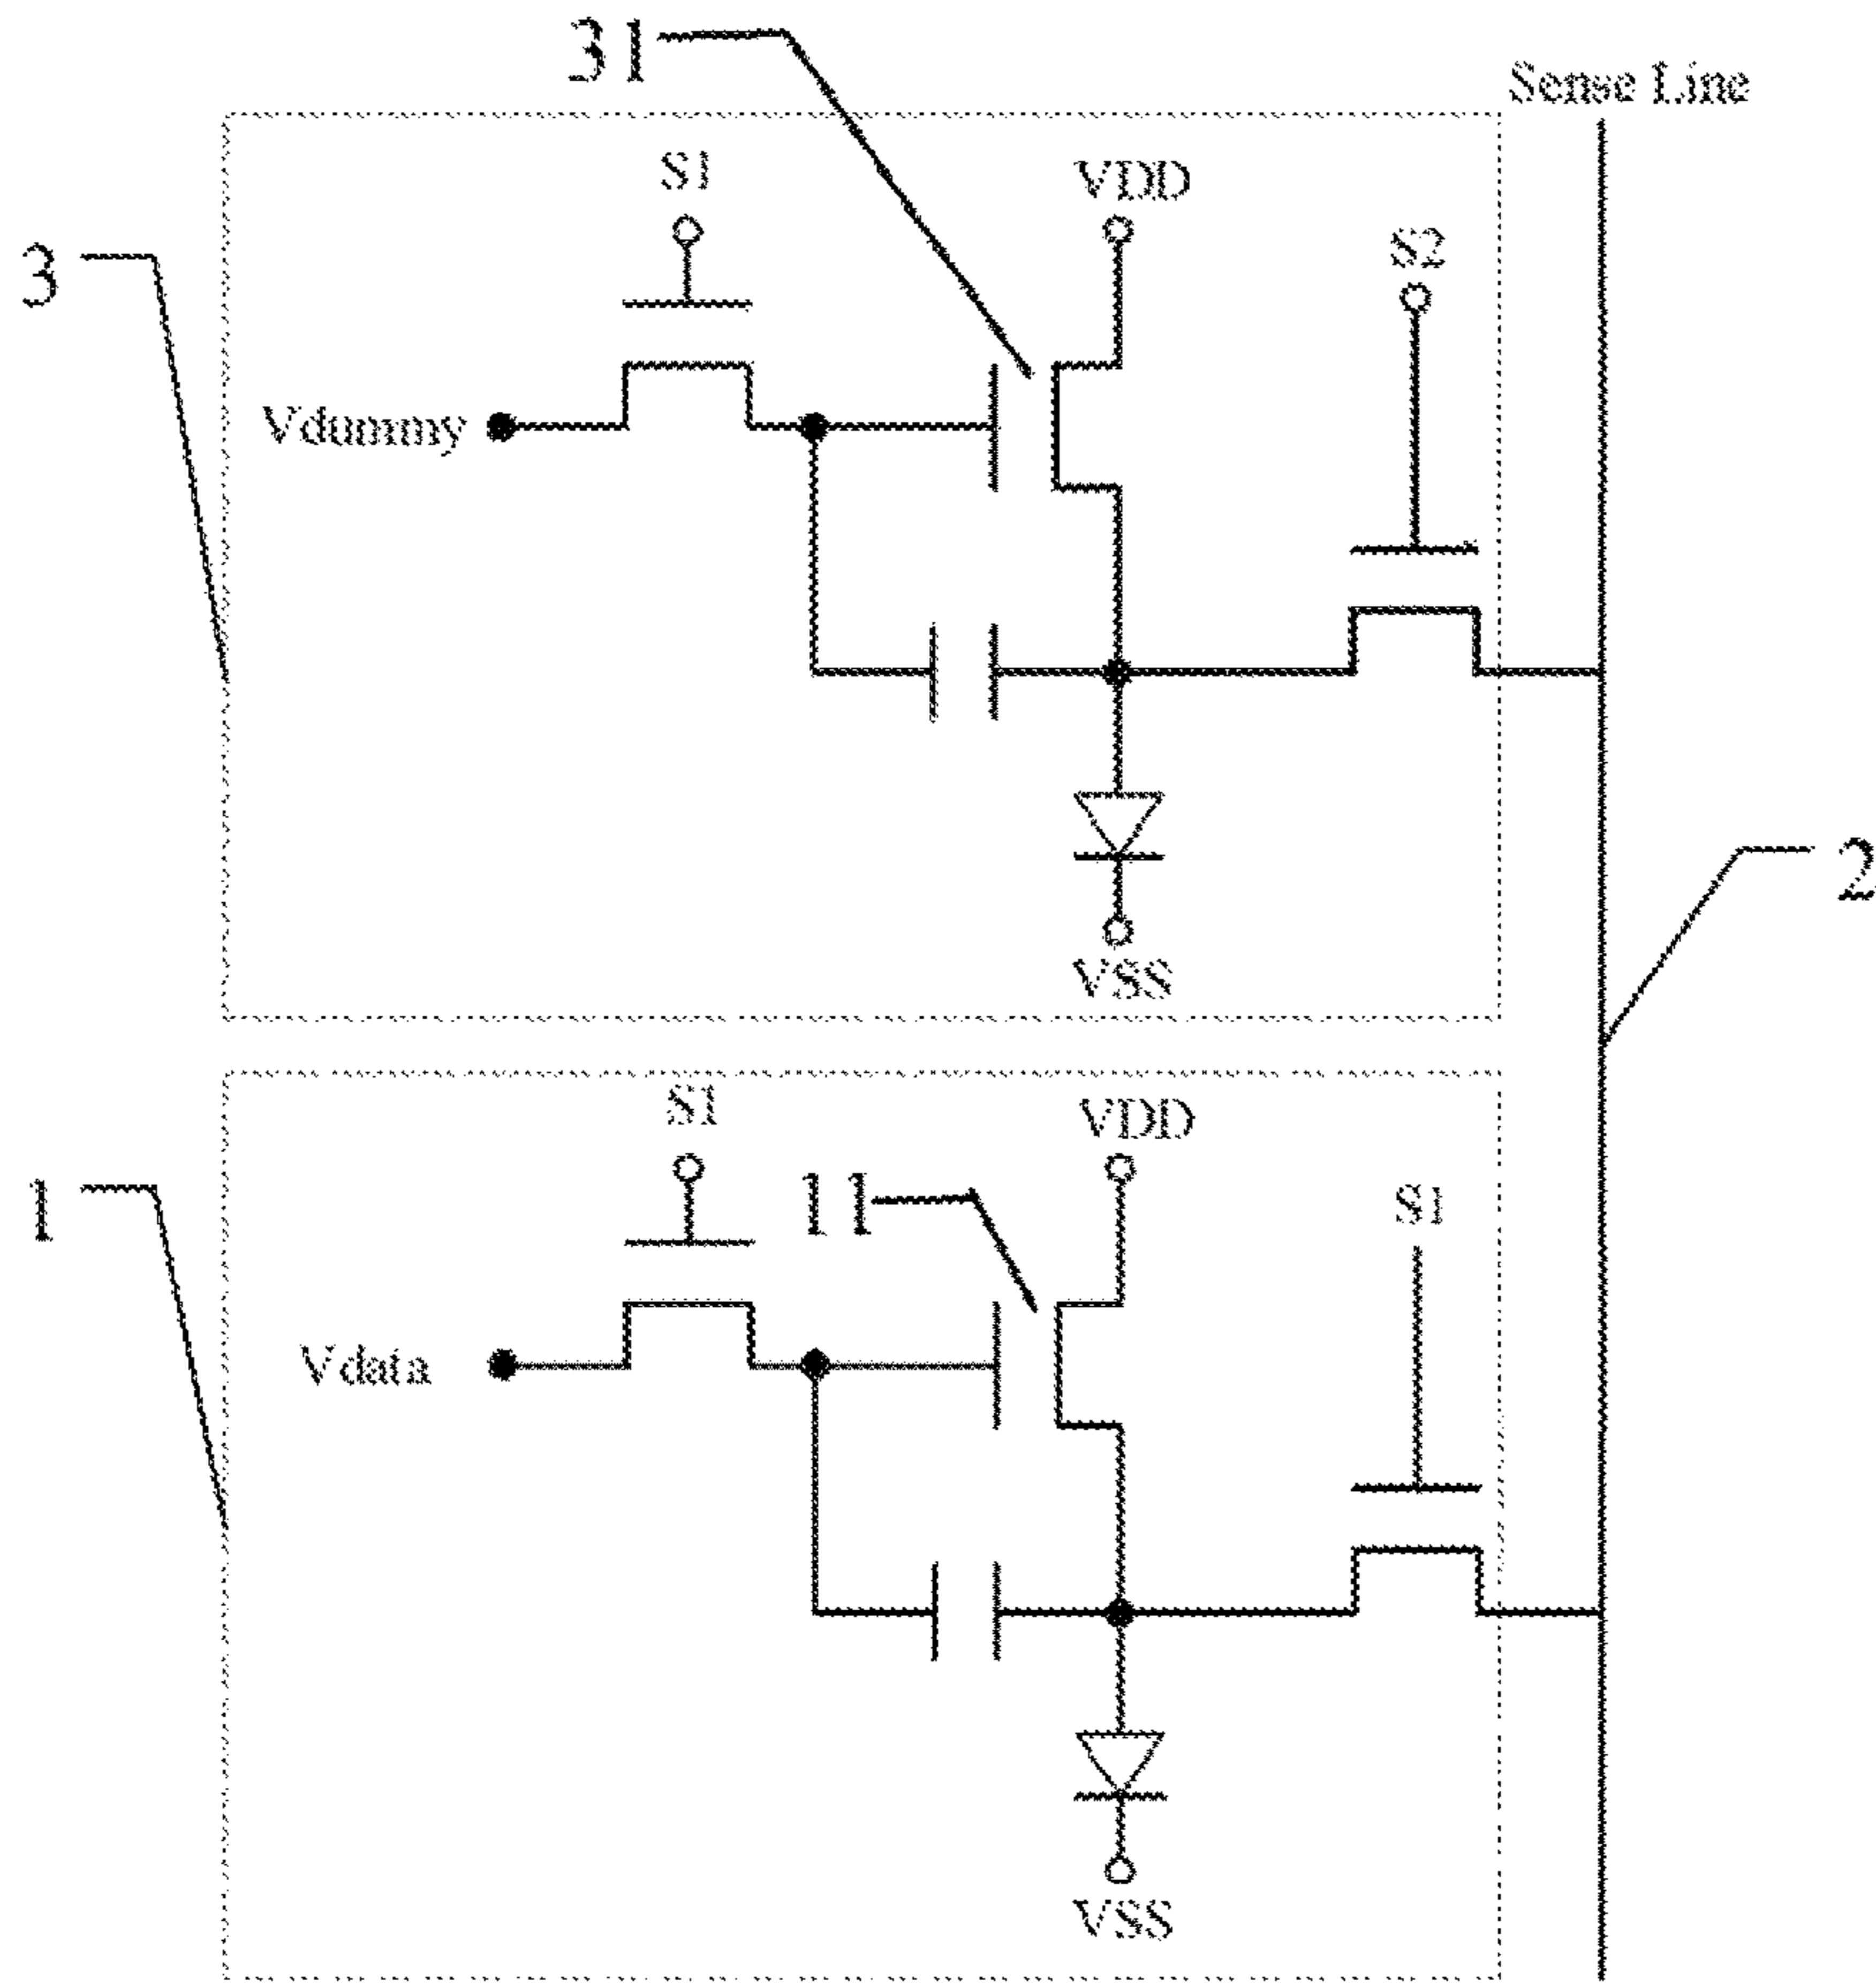 31
Sense Line
S1
VDD
S2
3
Vdummy
2
VSS
S1
VDD
1
11
S1
Vdata
VSS